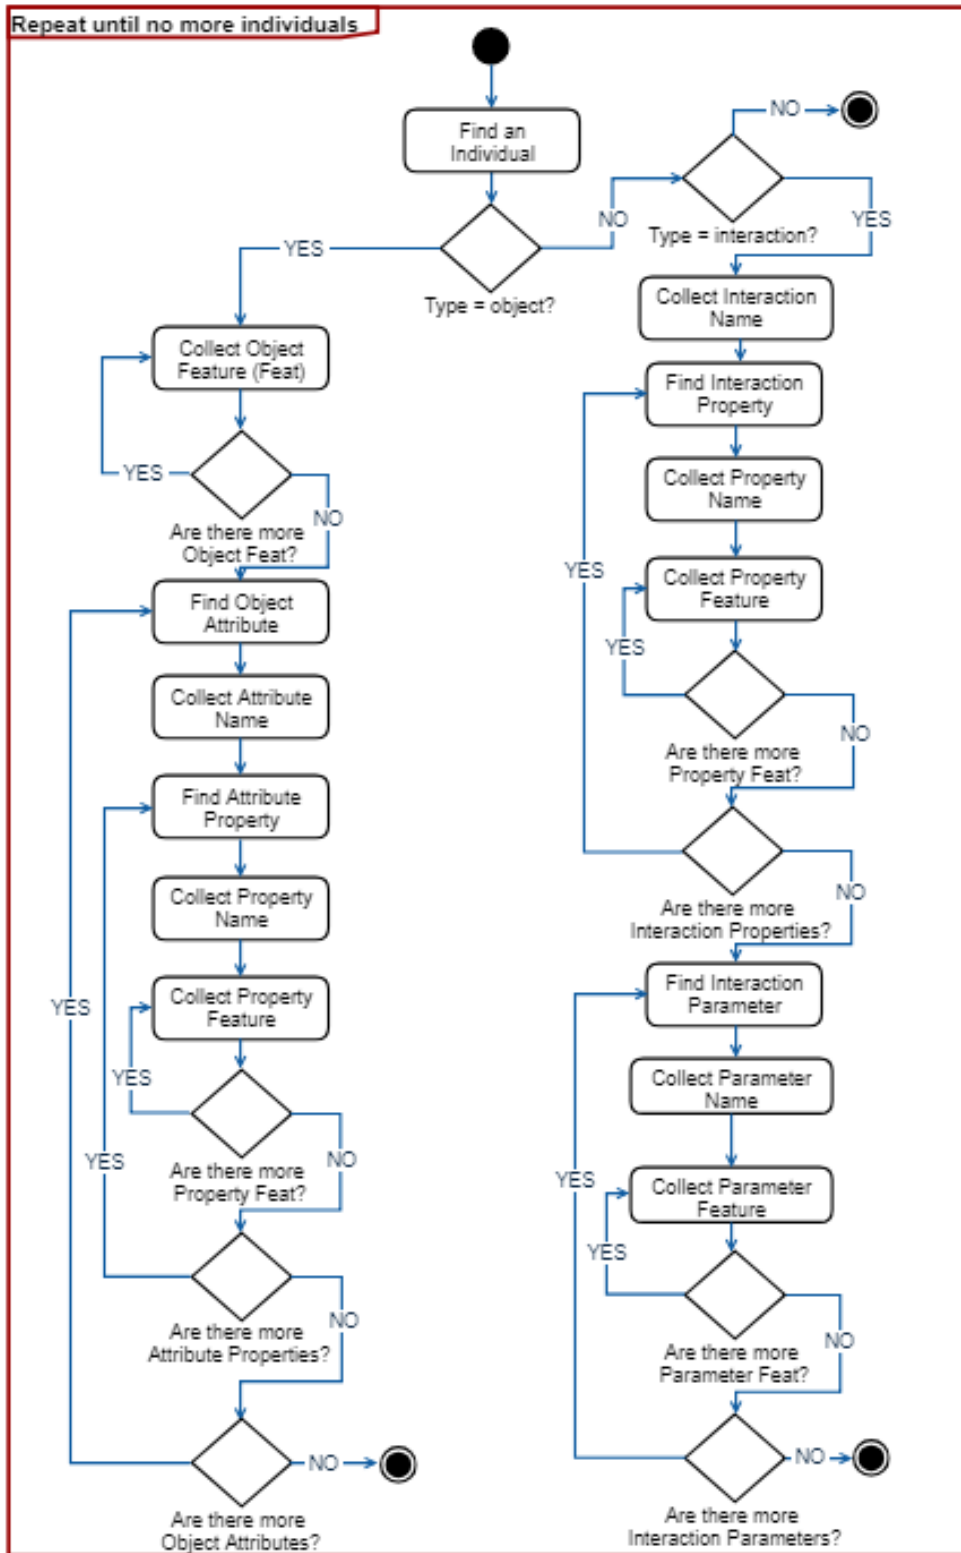 Repeat until no more individuals
Find an
Individual
NO
Type = interaction?
YES
NO
YES
Type = object?
Collect Object
Feature (Feat)
YES
NO
Are there more
Object Feat?
Find Object
Attribute
Collect Attribute
Name
Find Attribute
Property
Collect Property
Name
Collect Property
Feature
YES
YES
NO
Are there more
Property Feat?
YES
Are there more
Attribute Properties?
NO
NO
Are there more
Object Attributes?
Collect Interaction
Name
Find Interaction
Property
Collect Property
Name
YES
Collect Property
Feature
YES
NO
Are there more
Property Feat?
NO
Are there more
Interaction Properties?
Find Interaction
Parameter
Collect Parameter
Name
YES
Collect Parameter
Feature
YES
NO
Are there more
Parameter Feat?
NO
Are there more
Interaction Parameters?